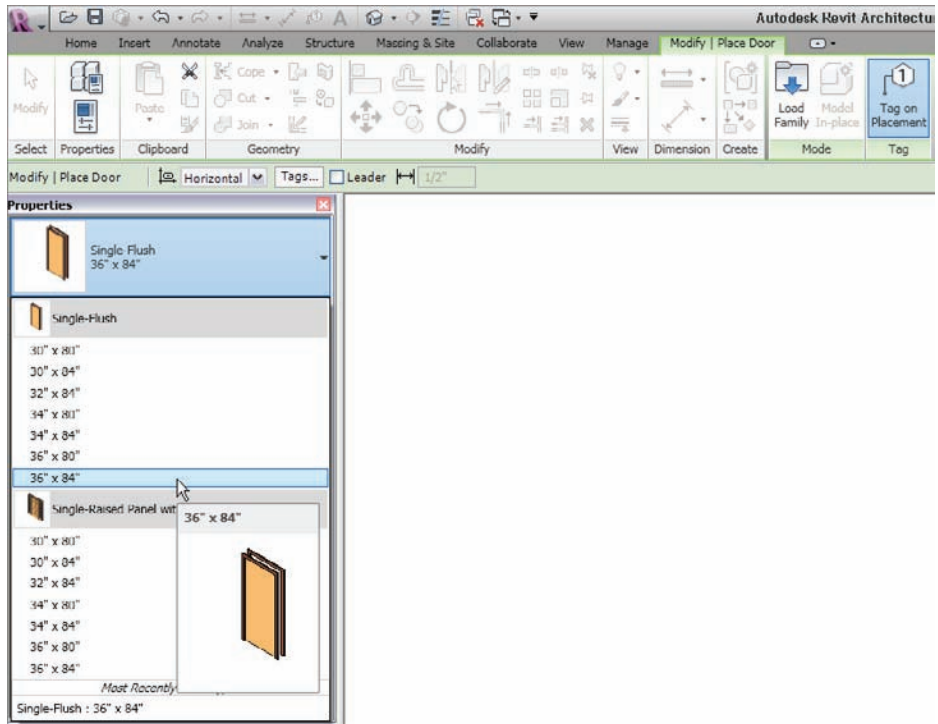 Autodesk Revit Architectu
Home Insert Annotate Analyze Structure Massing & Site Collaborate View Manage Modify | Place Door
Modify
Paste
Cope
Cut
Join
Load Family
Model In-place
Tag on Placement
Select Properties Clipboard Geometry Modify View Dimension Create Mode Tag
Modify | Place Door Horizontal Tags... Leader 1/2"
Properties
Single-Flush
36" x 84"
Single-Flush
30" x 80"
30" x 84"
32" x 84"
34" x 80"
34" x 84"
36" x 80"
36" x 84"
Single-Raised Panel wit
36" x 84"
30" x 80"
30" x 84"
32" x 84"
34" x 80"
34" x 84"
36" x 80"
36" x 84"
Most Recently
Single-Flush : 36" x 84"